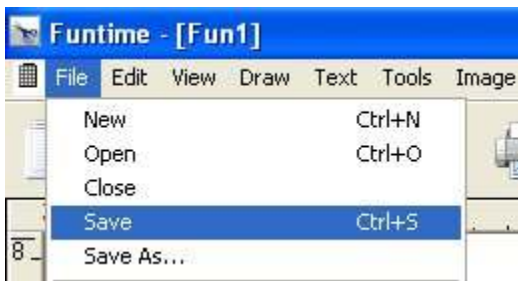 Funtime - [Fun1]
File Edit View Draw Text Tools Image
New Ctrl+N
Open Ctrl+O
Close
Save Ctrl+S
8
Save As...